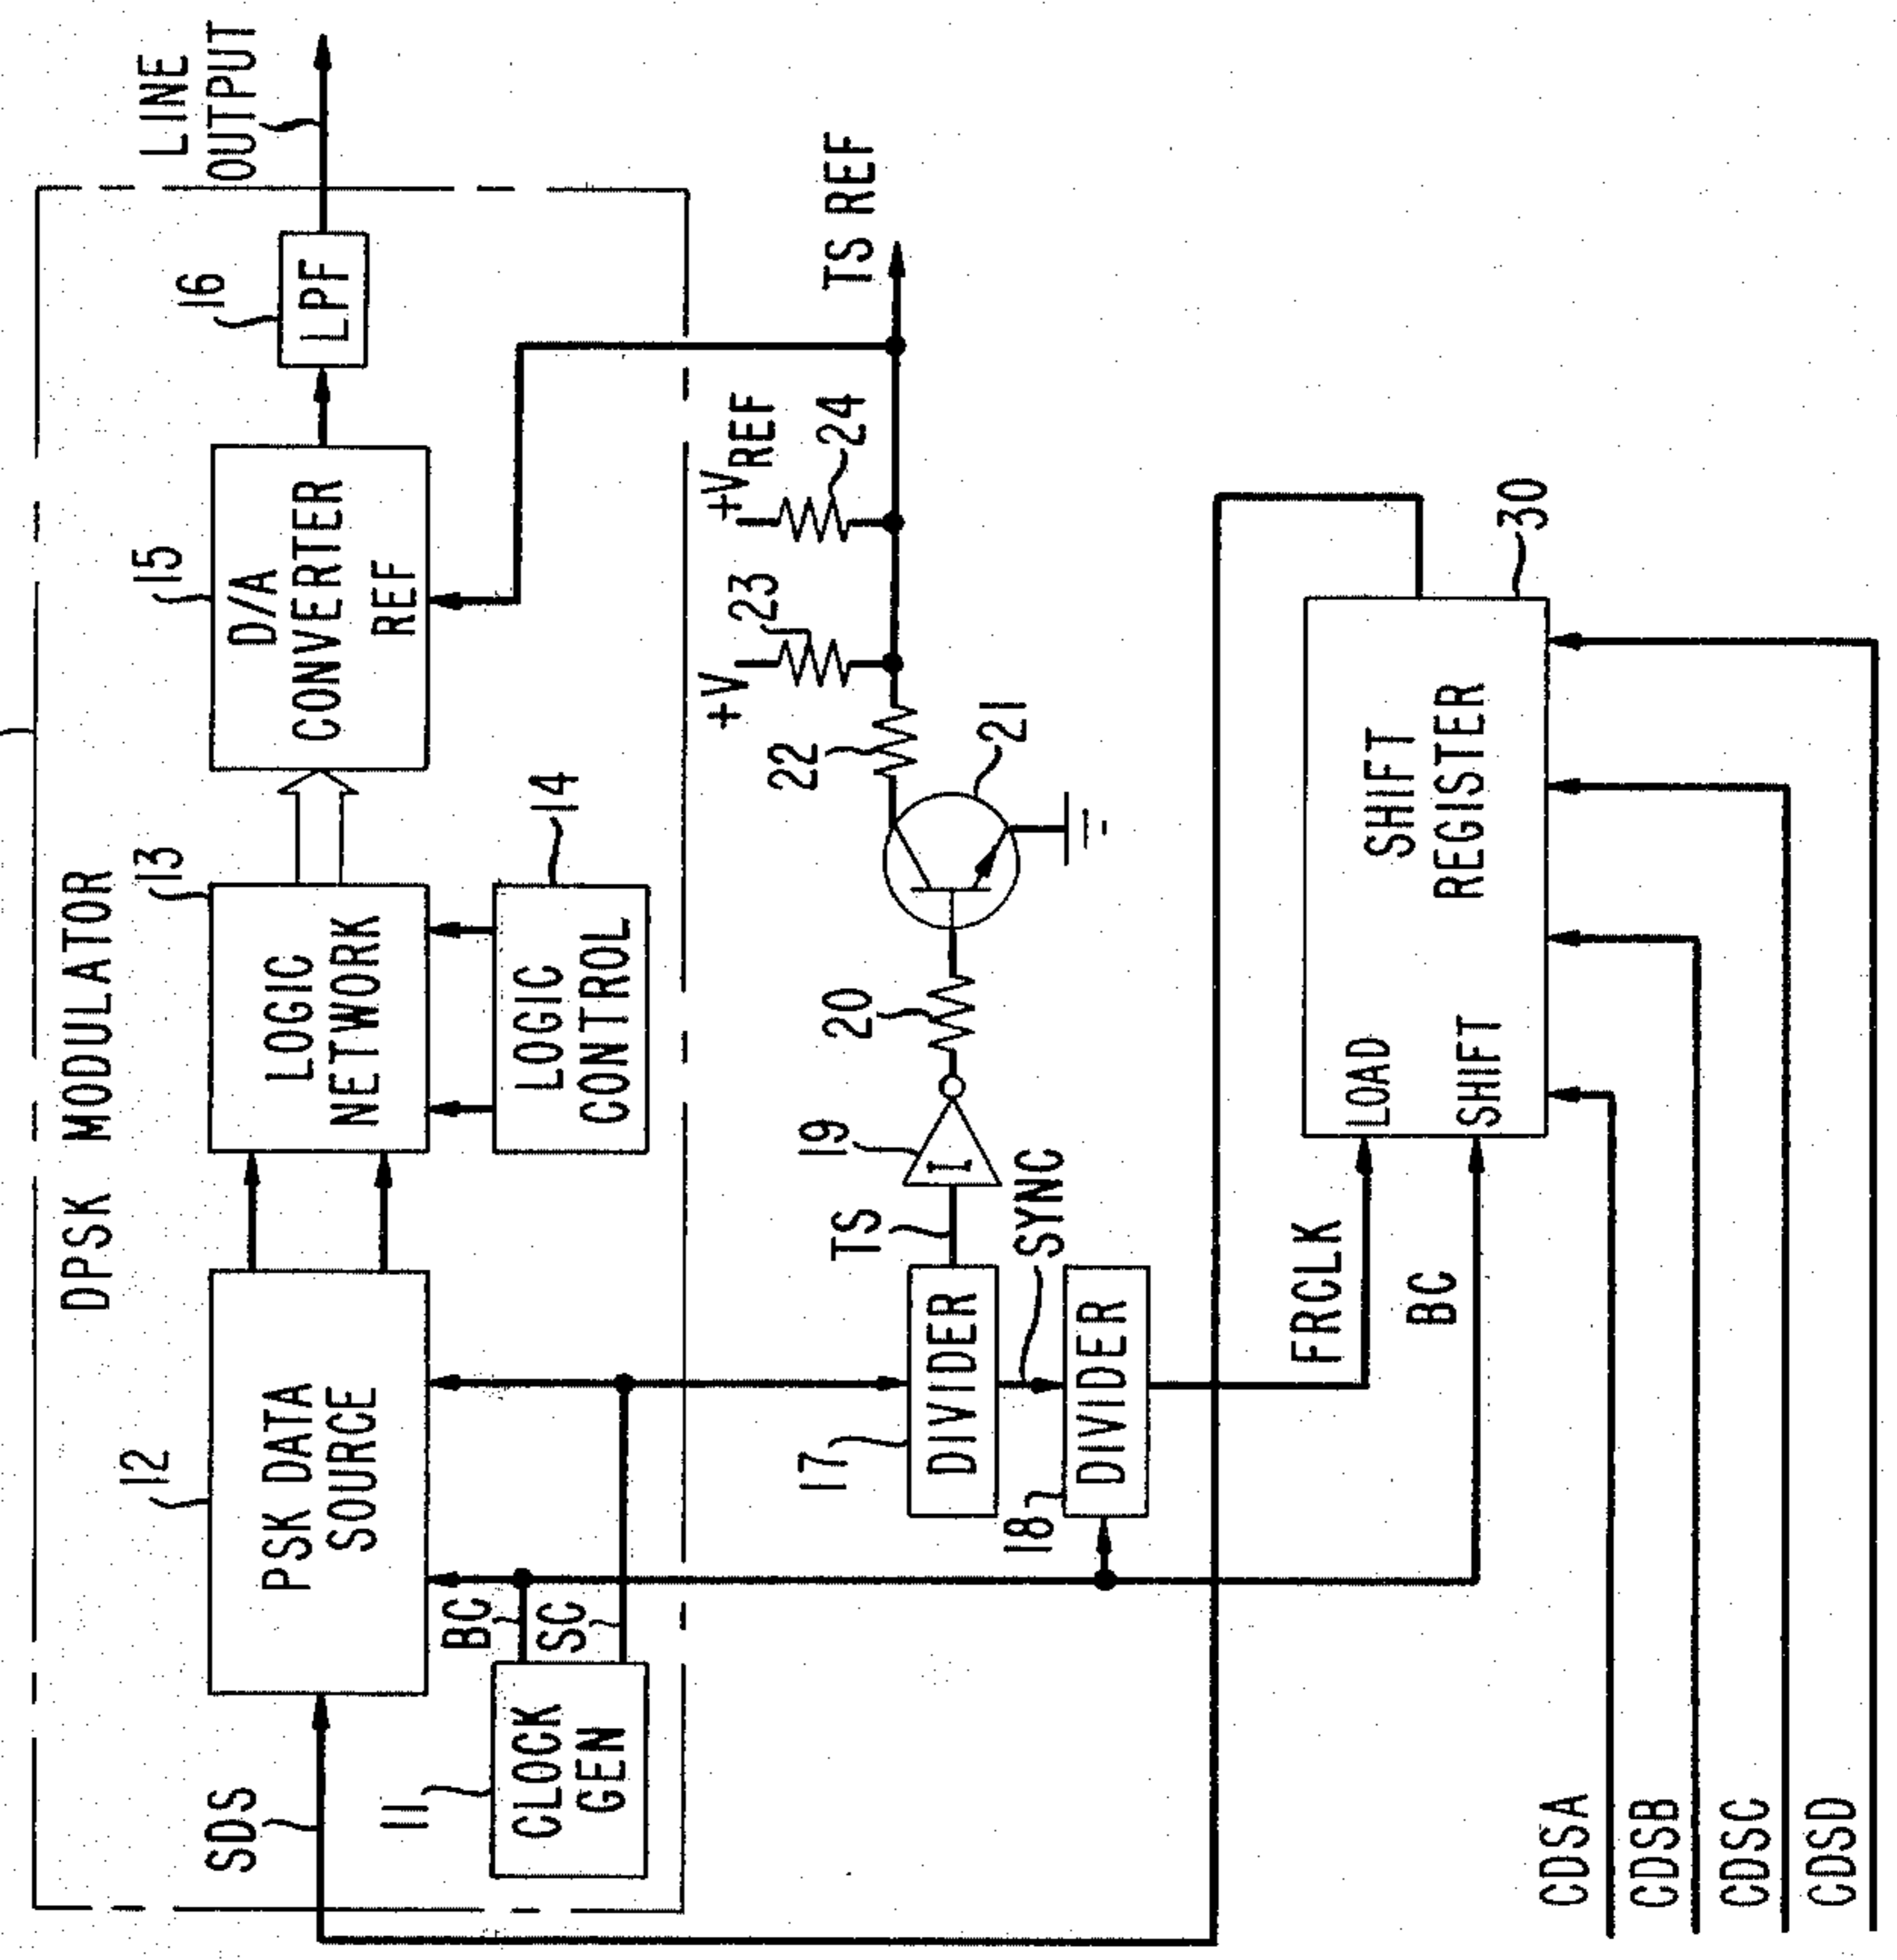 DPSK MODULATOR
SDS
12
PSK DATA
SOURCE
13
LOGIC
NETWORK
15
D/A
CONVERTER
REF
16
LPF
LINE
OUTPUT
11
CLOCK
GEN
BC
SC
14
LOGIC
CONTROL
17
DIVIDER
TS
19
I
20
21
22
+V
23
+VREF
24
TS REF
SYNC
18
DIVIDER
FRCLK
BC
LOAD
SHIFT
SHIFT
REGISTER
30
CDSA
CDSB
CDSC
CDSD